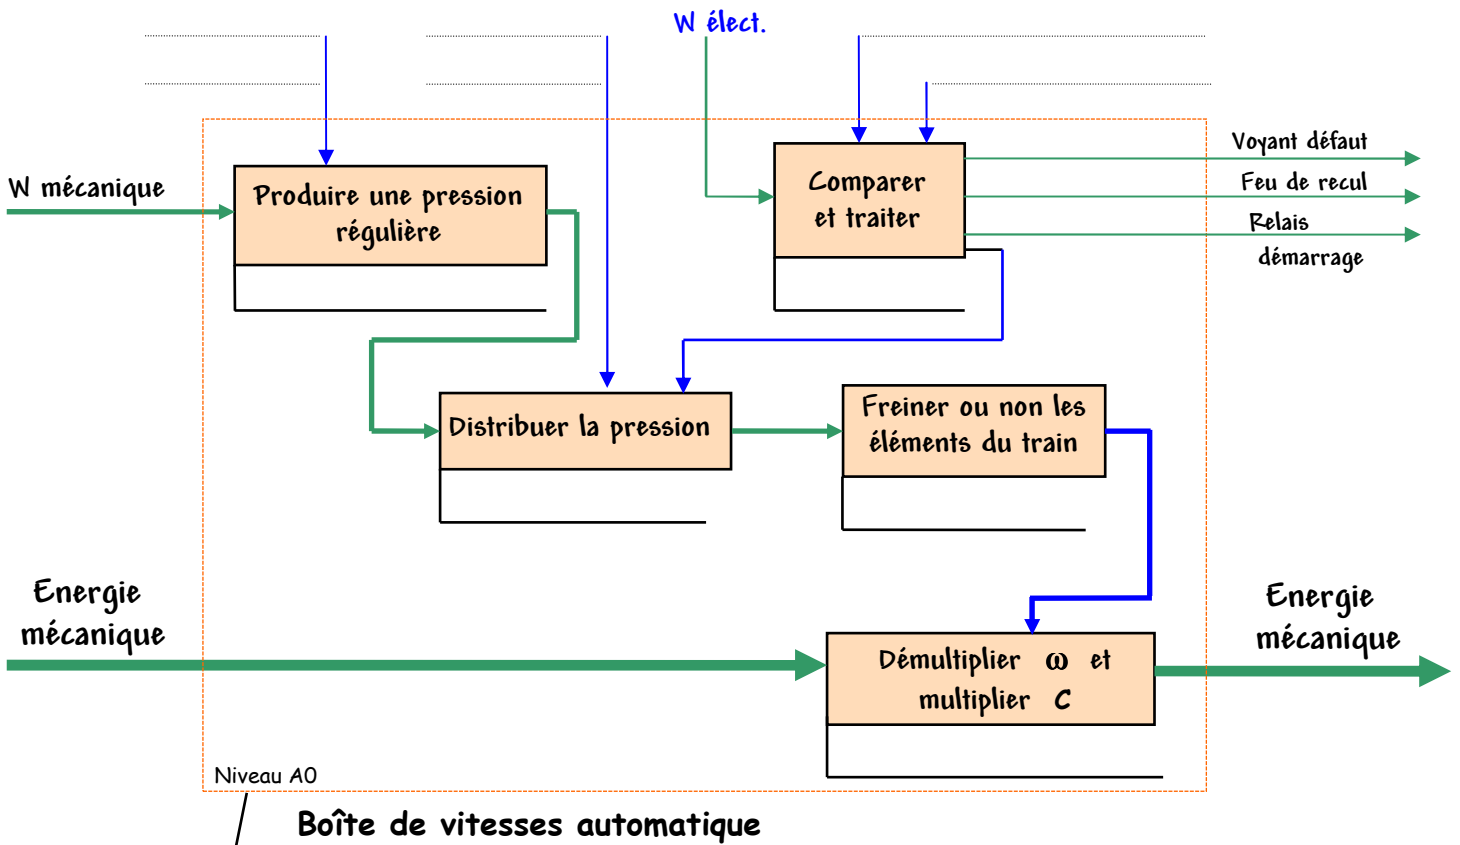 W élect.
Voyant défaut
W mécanique
Produire une pression
régulière
Comparer
et traiter
Feu de recul
Relais
démarrage
Distribuer la pression
Freiner ou non les
éléments du train
Energie
mécanique
Démultiplier ω et
multiplier C
Energie
mécanique
Niveau A0
Boîte de vitesses automatique